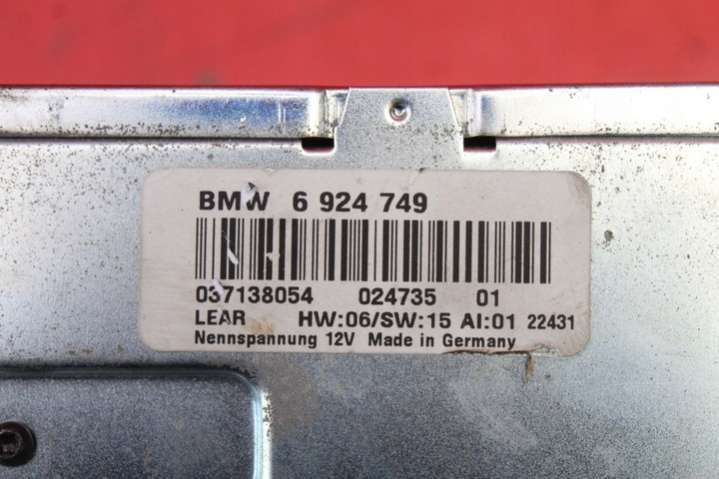 BMW 6 924 749
037138054 024735 01
LEAR HW:06/SW:15 AI:01 22431
Nennspannung 12V Made in Germany